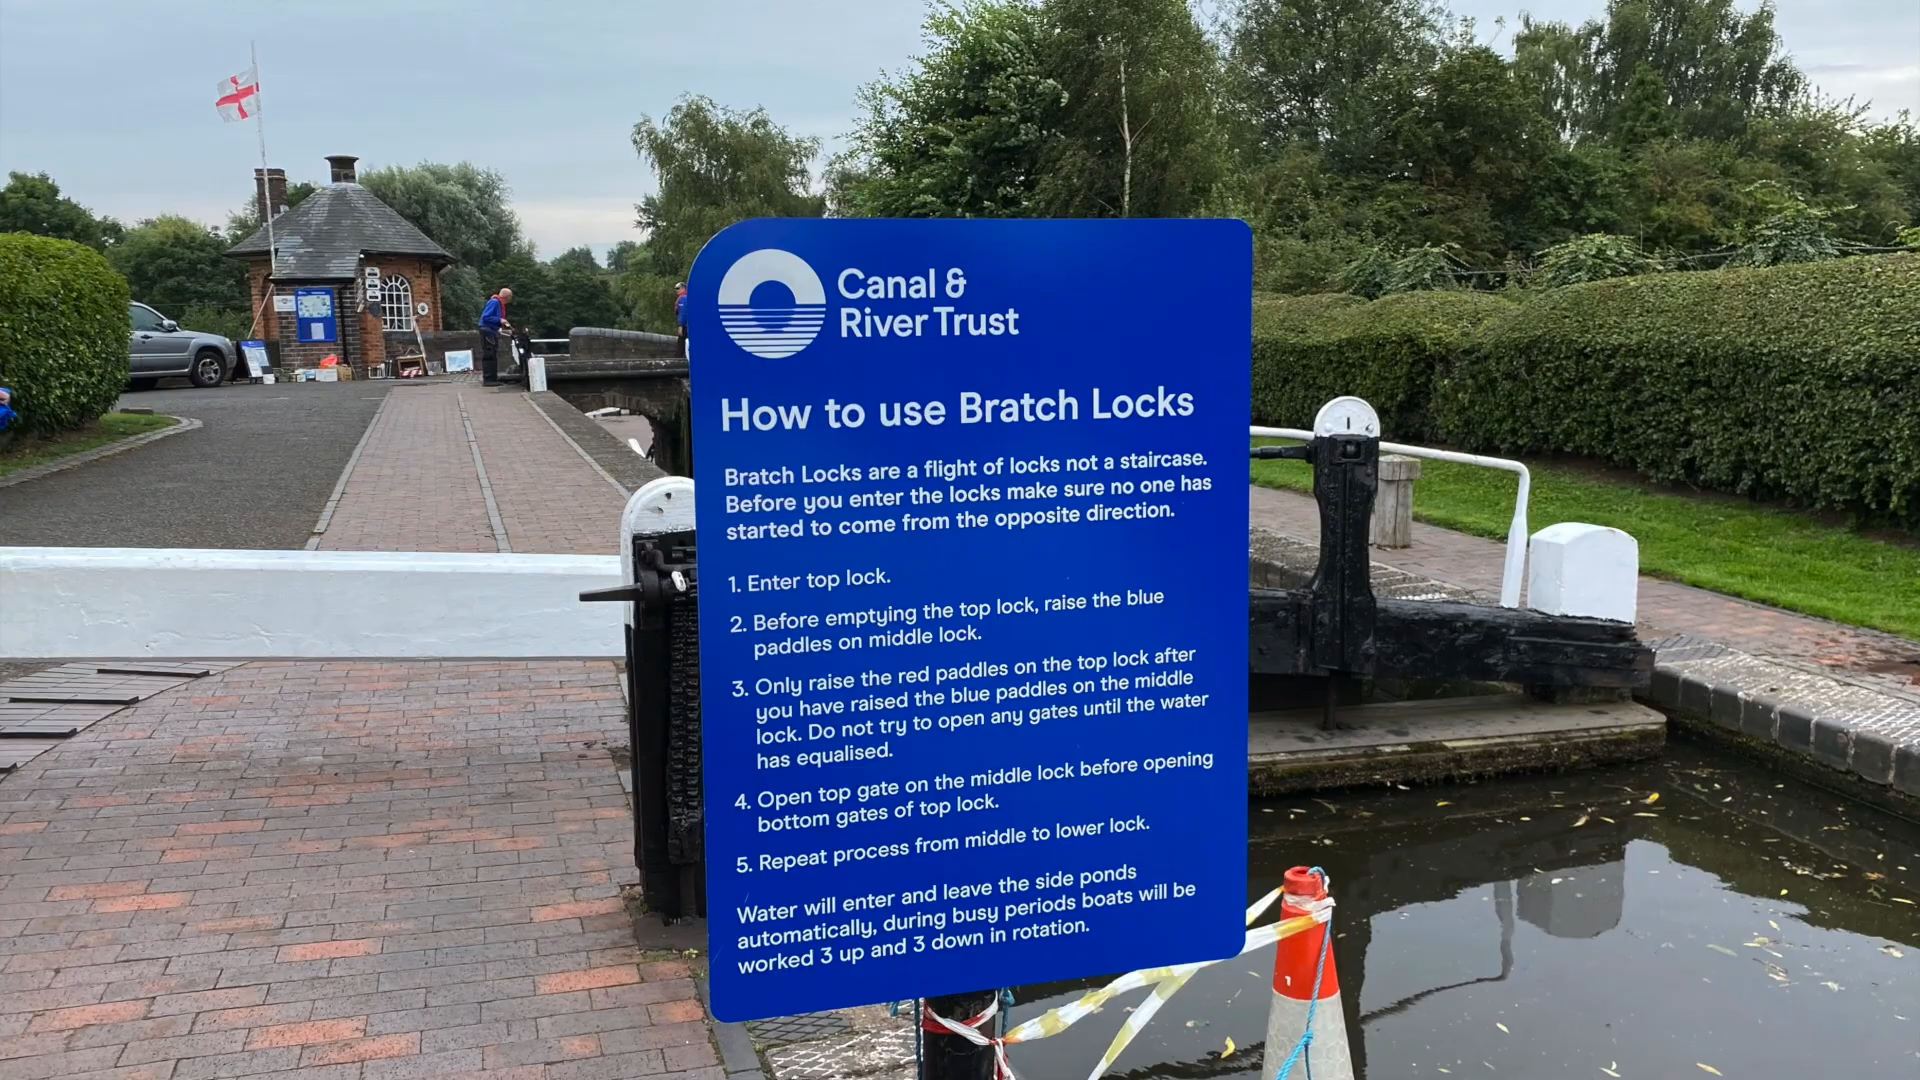 Canal &
River Trust
How to use Bratch Locks
Bratch Locks are a flight of locks not a staircase.
Before you enter the locks make sure no one has
started to come from the opposite direction.
1. Enter top lock.
2. Before emptying the top lock, raise the blue
paddles on middle lock.
3. Only raise the red paddles on the top lock after
you have raised the blue paddles on the middle
lock. Do not try to open any gates until the water
has equalised.
4. Open top gate on the middle lock before opening
bottom gates of top lock.
5. Repeat process from middle to lower lock.
Water will enter and leave the side ponds
automatically, during busy periods boats will be
worked 3 up and 3 down in rotation.